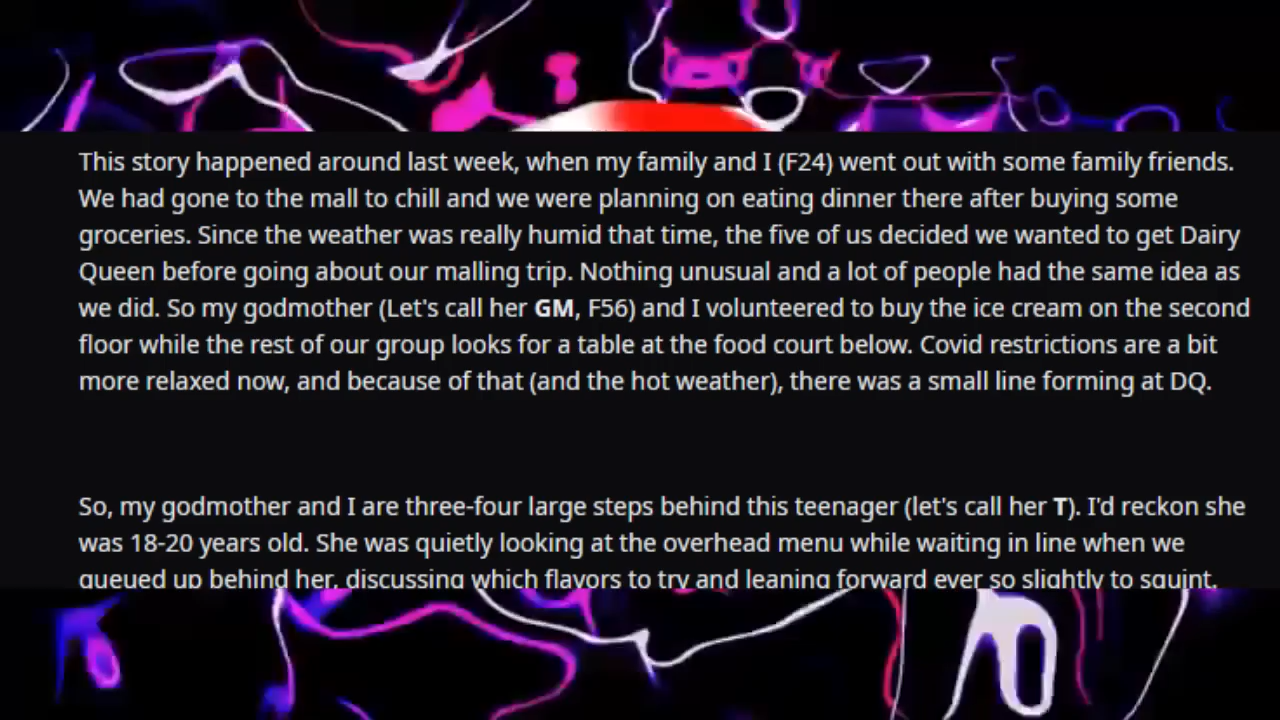 This story happened around last week, when my family and I (F24) went out with some family friends.
We had gone to the mall to chill and we were planning on eating dinner there after buying some
groceries. Since the weather was really humid that time, the five of us decided we wanted to get Dairy
Queen before going about our malling trip. Nothing unusual and a lot of people had the same idea as
we did. So my godmother (Let's call her GM, F56) and I volunteered to buy the ice cream on the second
floor while the rest of our group looks for a table at the food court below. Covid restrictions are a bit
more relaxed now, and because of that (and the hot weather), there was a small line forming at DQ.
So, my godmother and I are three-four large steps behind this teenager (let's call her T). I'd reckon she
was 18-20 years old. She was quietly looking at the overhead menu while waiting in line when we
queued up behind her, discussing which flavors to try and leaning forward ever so slightly to squint.